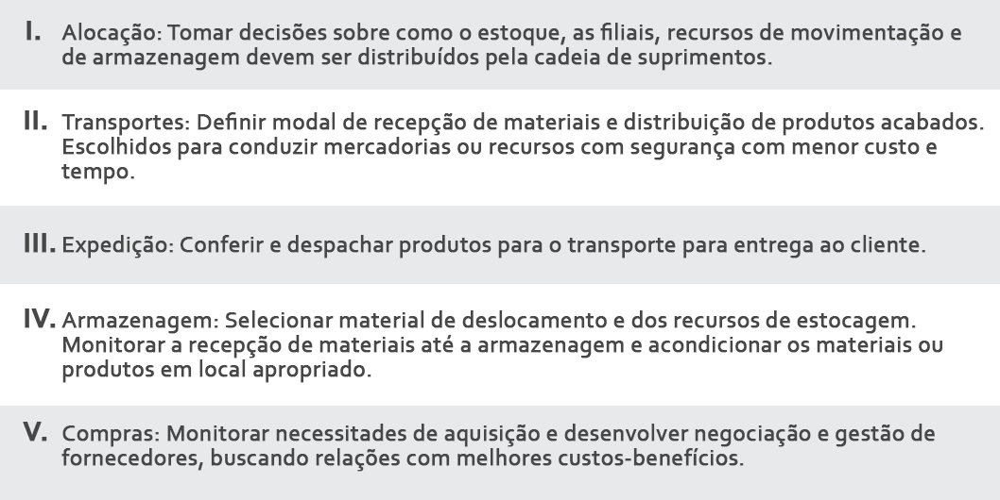 I. Alocação: Tomar decisões sobre como o estoque, as filiais, recursos de movimentação e
de armazenagem devem ser distribuídos pela cadeia de suprimentos.
II. Transportes: Definir modal de recepção de materiais e distribuição de produtos acabados.
Escolhidos para conduzir mercadorias ou recursos com segurança com menor custo e
tempo.
III. Expedição: Conferir e despachar produtos para o transporte para entrega ao cliente.
IV. Armazenagem: Selecionar material de deslocamento e dos recursos de estocagem.
Monitorar a recepção de materiais até a armazenagem e acondicionar os materiais ou
produtos em local apropriado.
V. Compras: Monitorar necessitades de aquisição e desenvolver negociação e gestão de
fornecedores, buscando relações com melhores custos-benefícios.